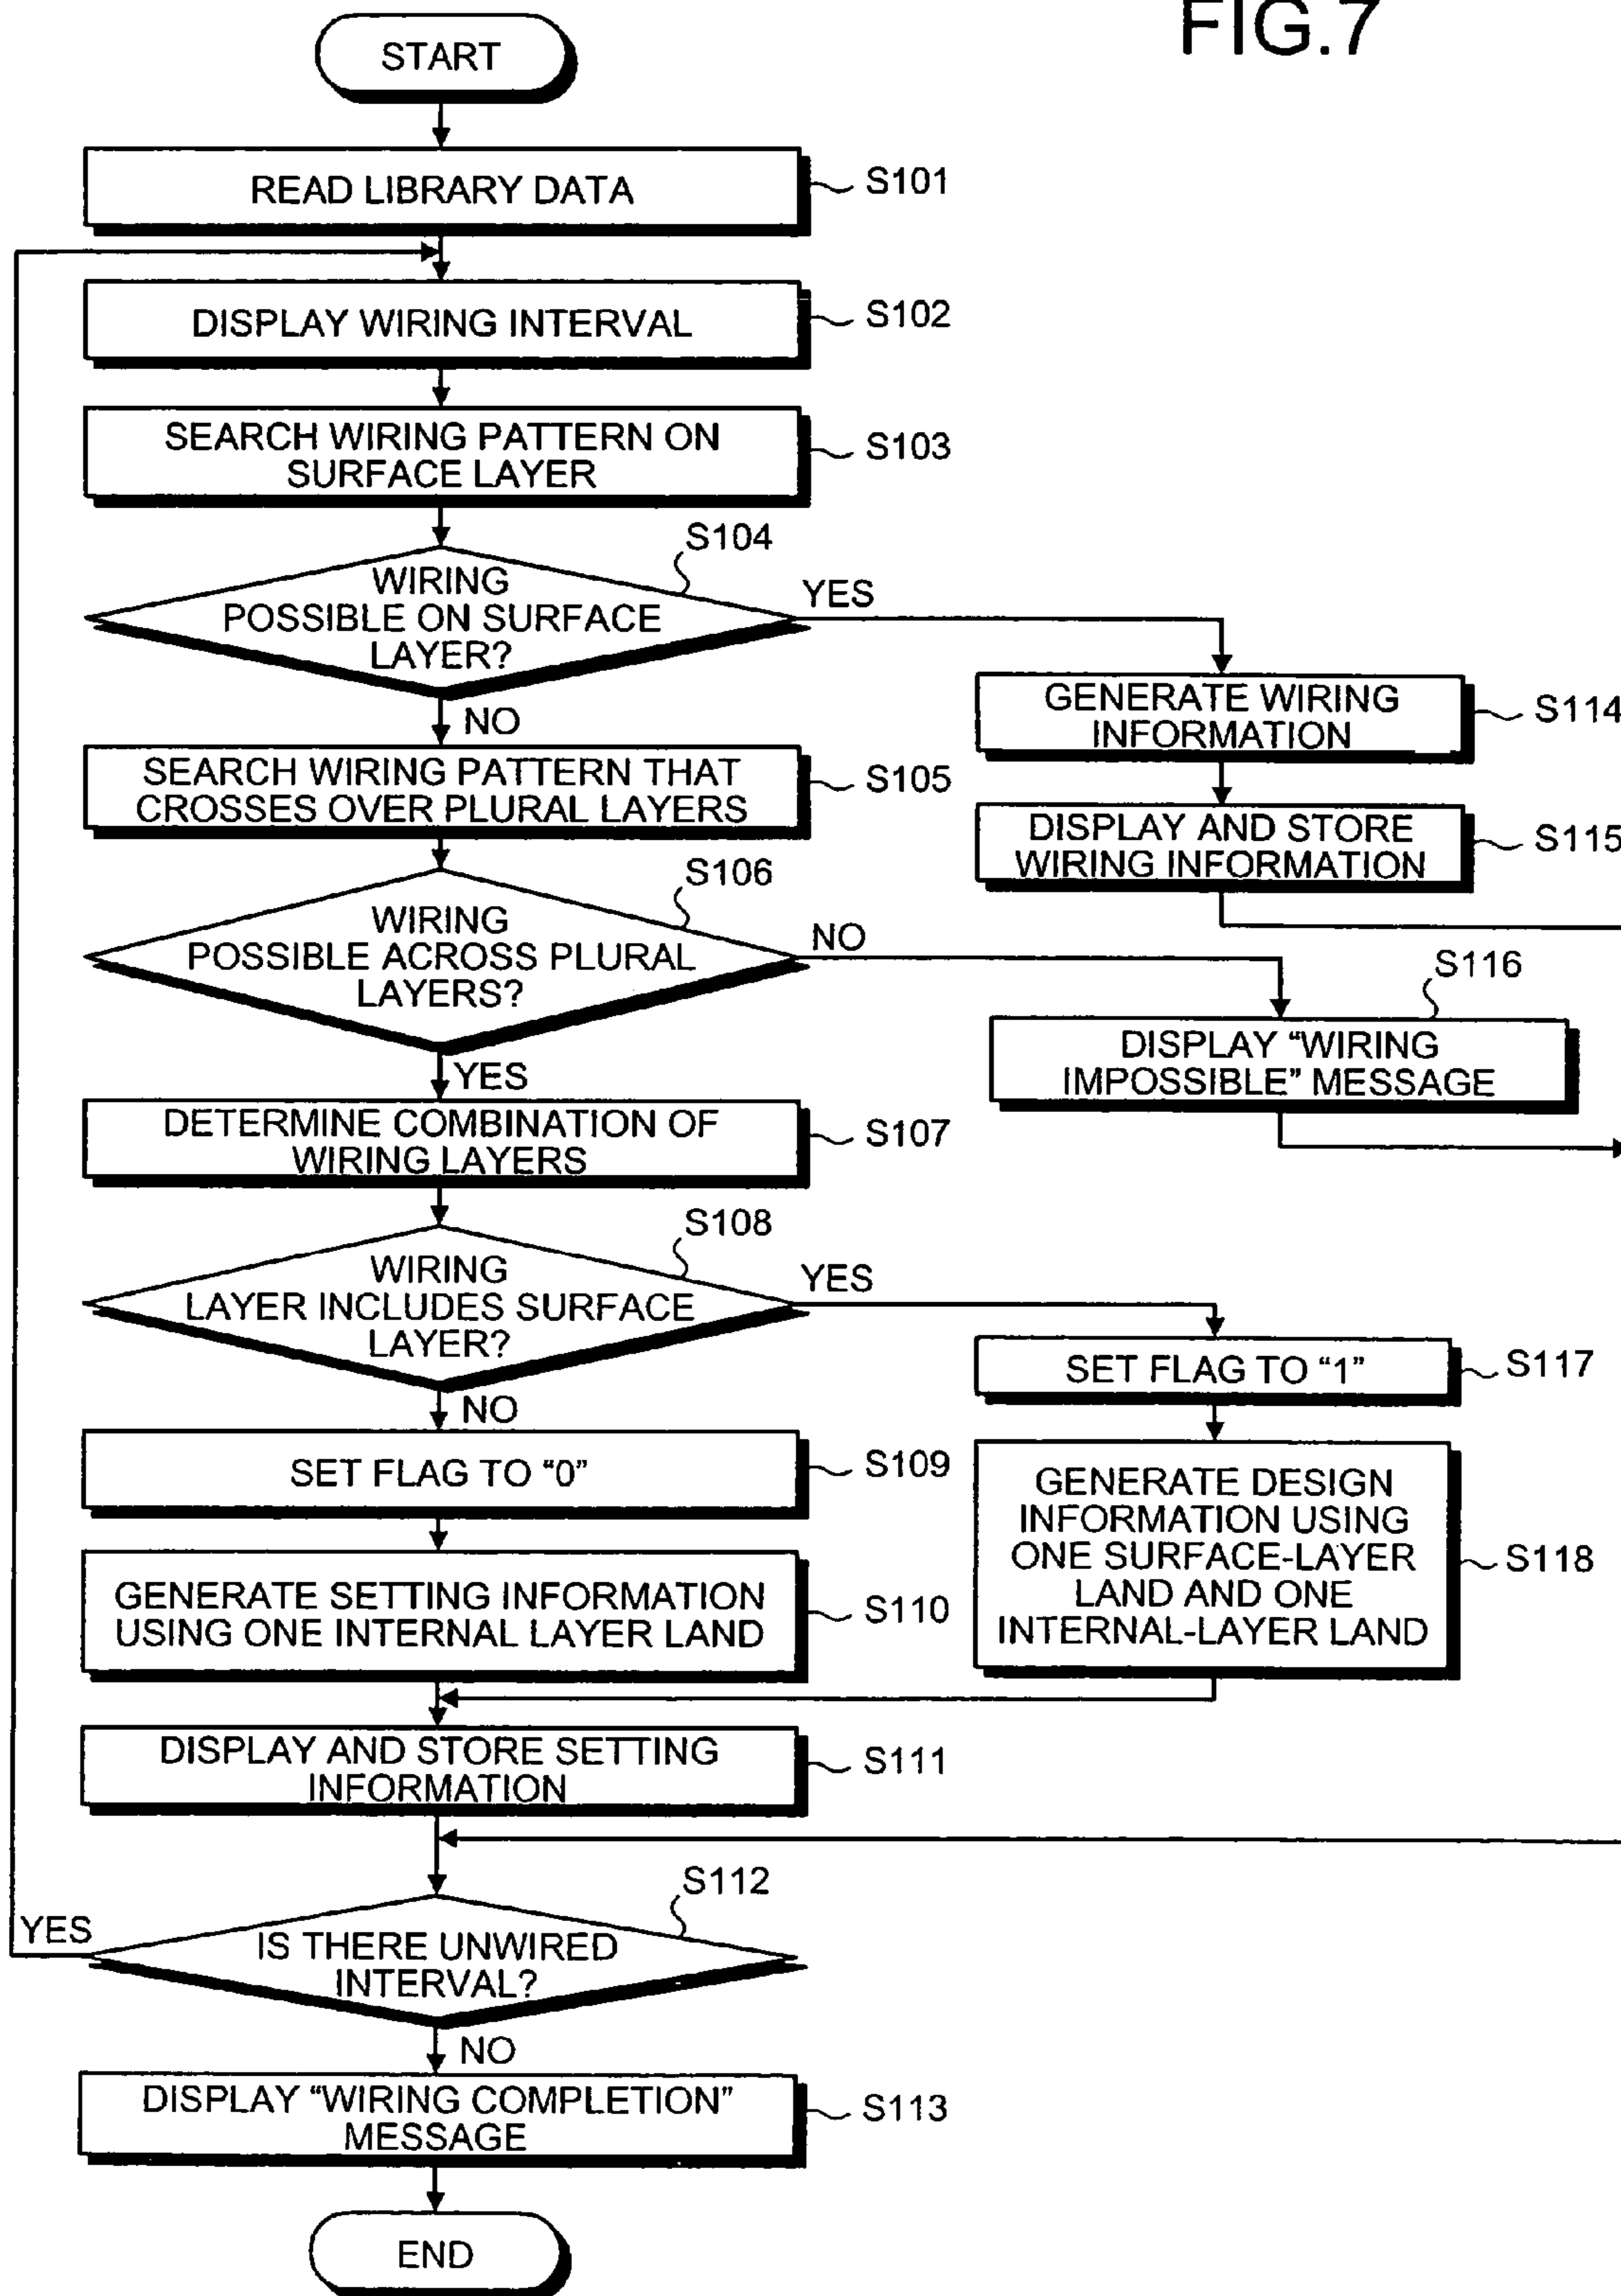 FIG.7
START
READ LIBRARY DATA
S101
DISPLAY WIRING INTERVAL
S102
SEARCH WIRING PATTERN ON
SURFACE LAYER
S103
S104
WIRING
POSSIBLE ON SURFACE
LAYER?
YES
NO
GENERATE WIRING
INFORMATION
S114
SEARCH WIRING PATTERN THAT
CROSSES OVER PLURAL LAYERS
S105
DISPLAY AND STORE
WIRING INFORMATION
S115
S106
WIRING
POSSIBLE ACROSS PLURAL
LAYERS?
NO
YES
S116
DISPLAY “WIRING
IMPOSSIBLE” MESSAGE
DETERMINE COMBINATION OF
WIRING LAYERS
S107
S108
WIRING
LAYER INCLUDES SURFACE
LAYER?
YES
NO
SET FLAG TO “1”
S117
SET FLAG TO “0”
S109
GENERATE DESIGN
INFORMATION USING
ONE SURFACE-LAYER
LAND AND ONE
INTERNAL-LAYER LAND
S118
GENERATE SETTING INFORMATION
USING ONE INTERNAL LAYER LAND
S110
DISPLAY AND STORE SETTING
INFORMATION
S111
S112
YES
IS THERE UNWIRED
INTERVAL?
NO
DISPLAY “WIRING COMPLETION”
MESSAGE
S113
END